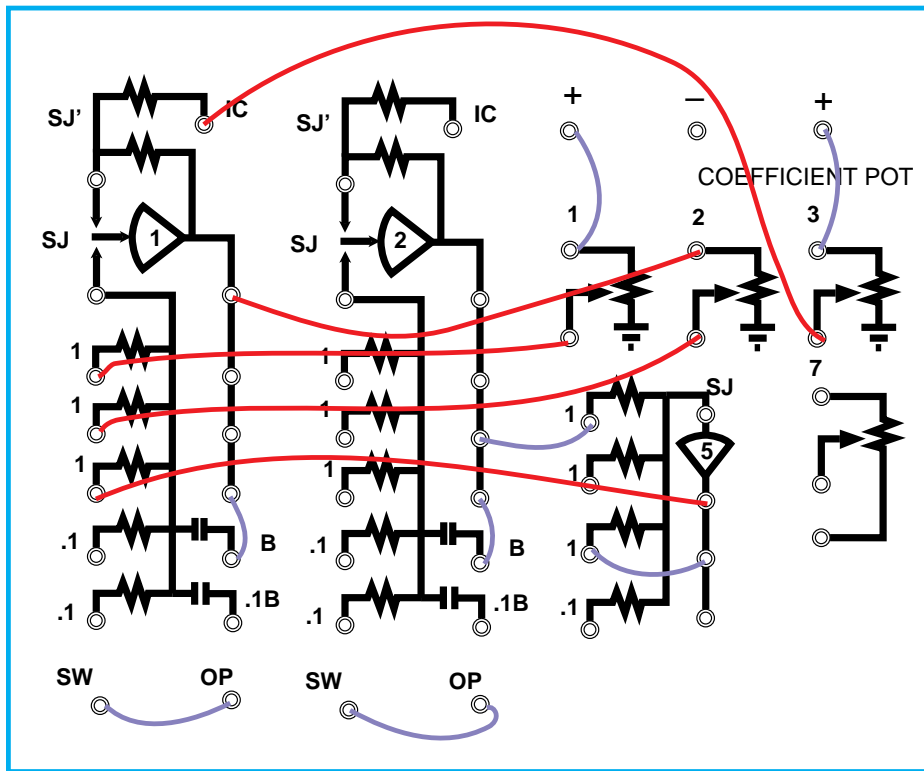 + − +
SJ' IC SJ' IC
COEFFICIENT POT
1 2 3
SJ 1 SJ 2
1 1 7
SJ
1 1 1
5
1 1 1
.1 B .1 B 1
.1 .1B .1 .1B .1
SW OP SW OP